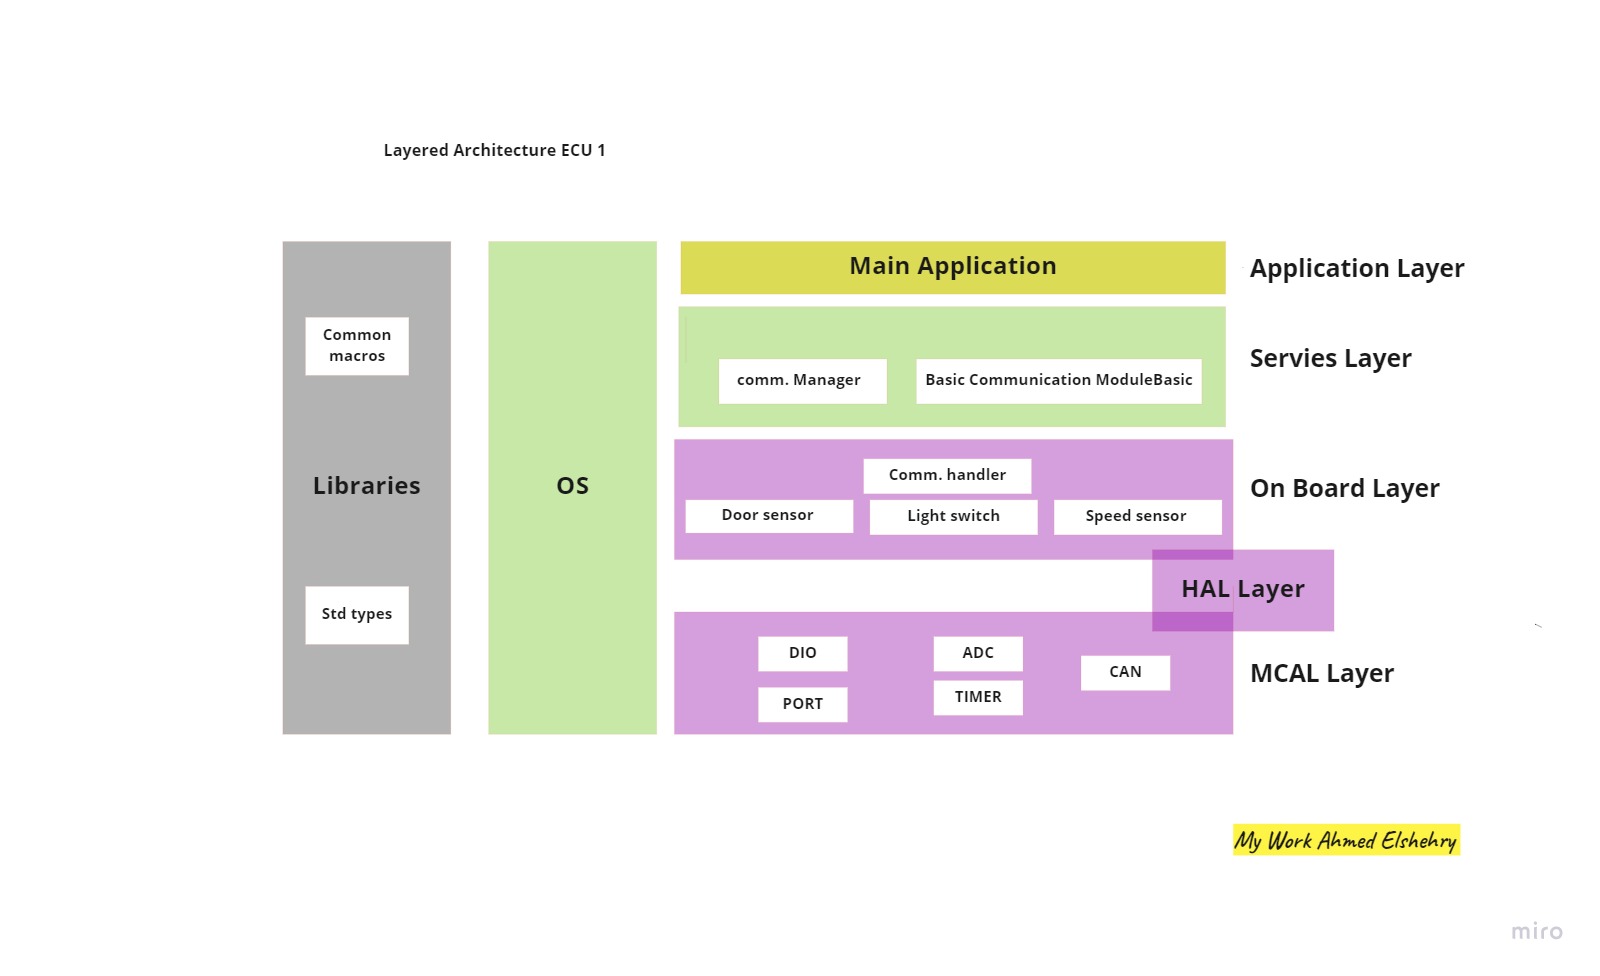 Layered Architecture ECU 1
Main Application
Application Layer
Common
macros
Servies Layer
comm. Manager
Basic Communication ModuleBasic
Libraries
OS
Comm. handler
On Board Layer
Door sensor
Light switch
Speed sensor
HAL Layer
Std types
DIO
ADC
CAN
MCAL Layer
PORT
TIMER
My Work Ahmed Elshehry
miro